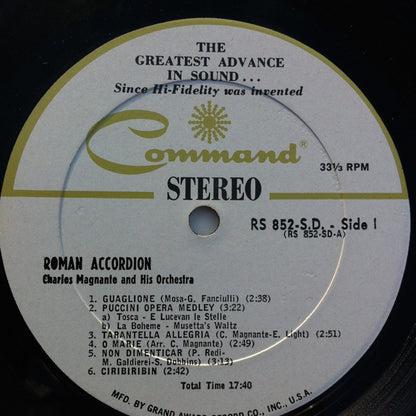 THE
GREATEST ADVANCE
IN SOUND...
Since Hi-Fidelity was invented
Command®
33⅓ RPM
STEREO
RS 852-S.D. - Side 1
(RS 852-SD-A)
ROMAN ACCORDION
Charles Magnante and His Orchestra
1. GUAGLIONE (Mosa-G. Fanciulli) (2:38)
2. PUCCINI OPERA MEDLEY (3:22)
a) Tosca - E Lucevan le Stelle
b) La Boheme - Musetta's Waltz
3. TARANTELLA ALLEGRIA (C. Magnante-E. Light) (2:51)
4. O MARIE (Arr. C. Magnante) (2:49)
5. NON DIMENTICAR (P. Redi-
M. Galdierei-S. Dobbins) (3:13)
6. CIRIBIRIBIN (2:42)
Total Time 17:40
MFD. BY GRAND AWARD RECORD CO., INC., U.S.A.